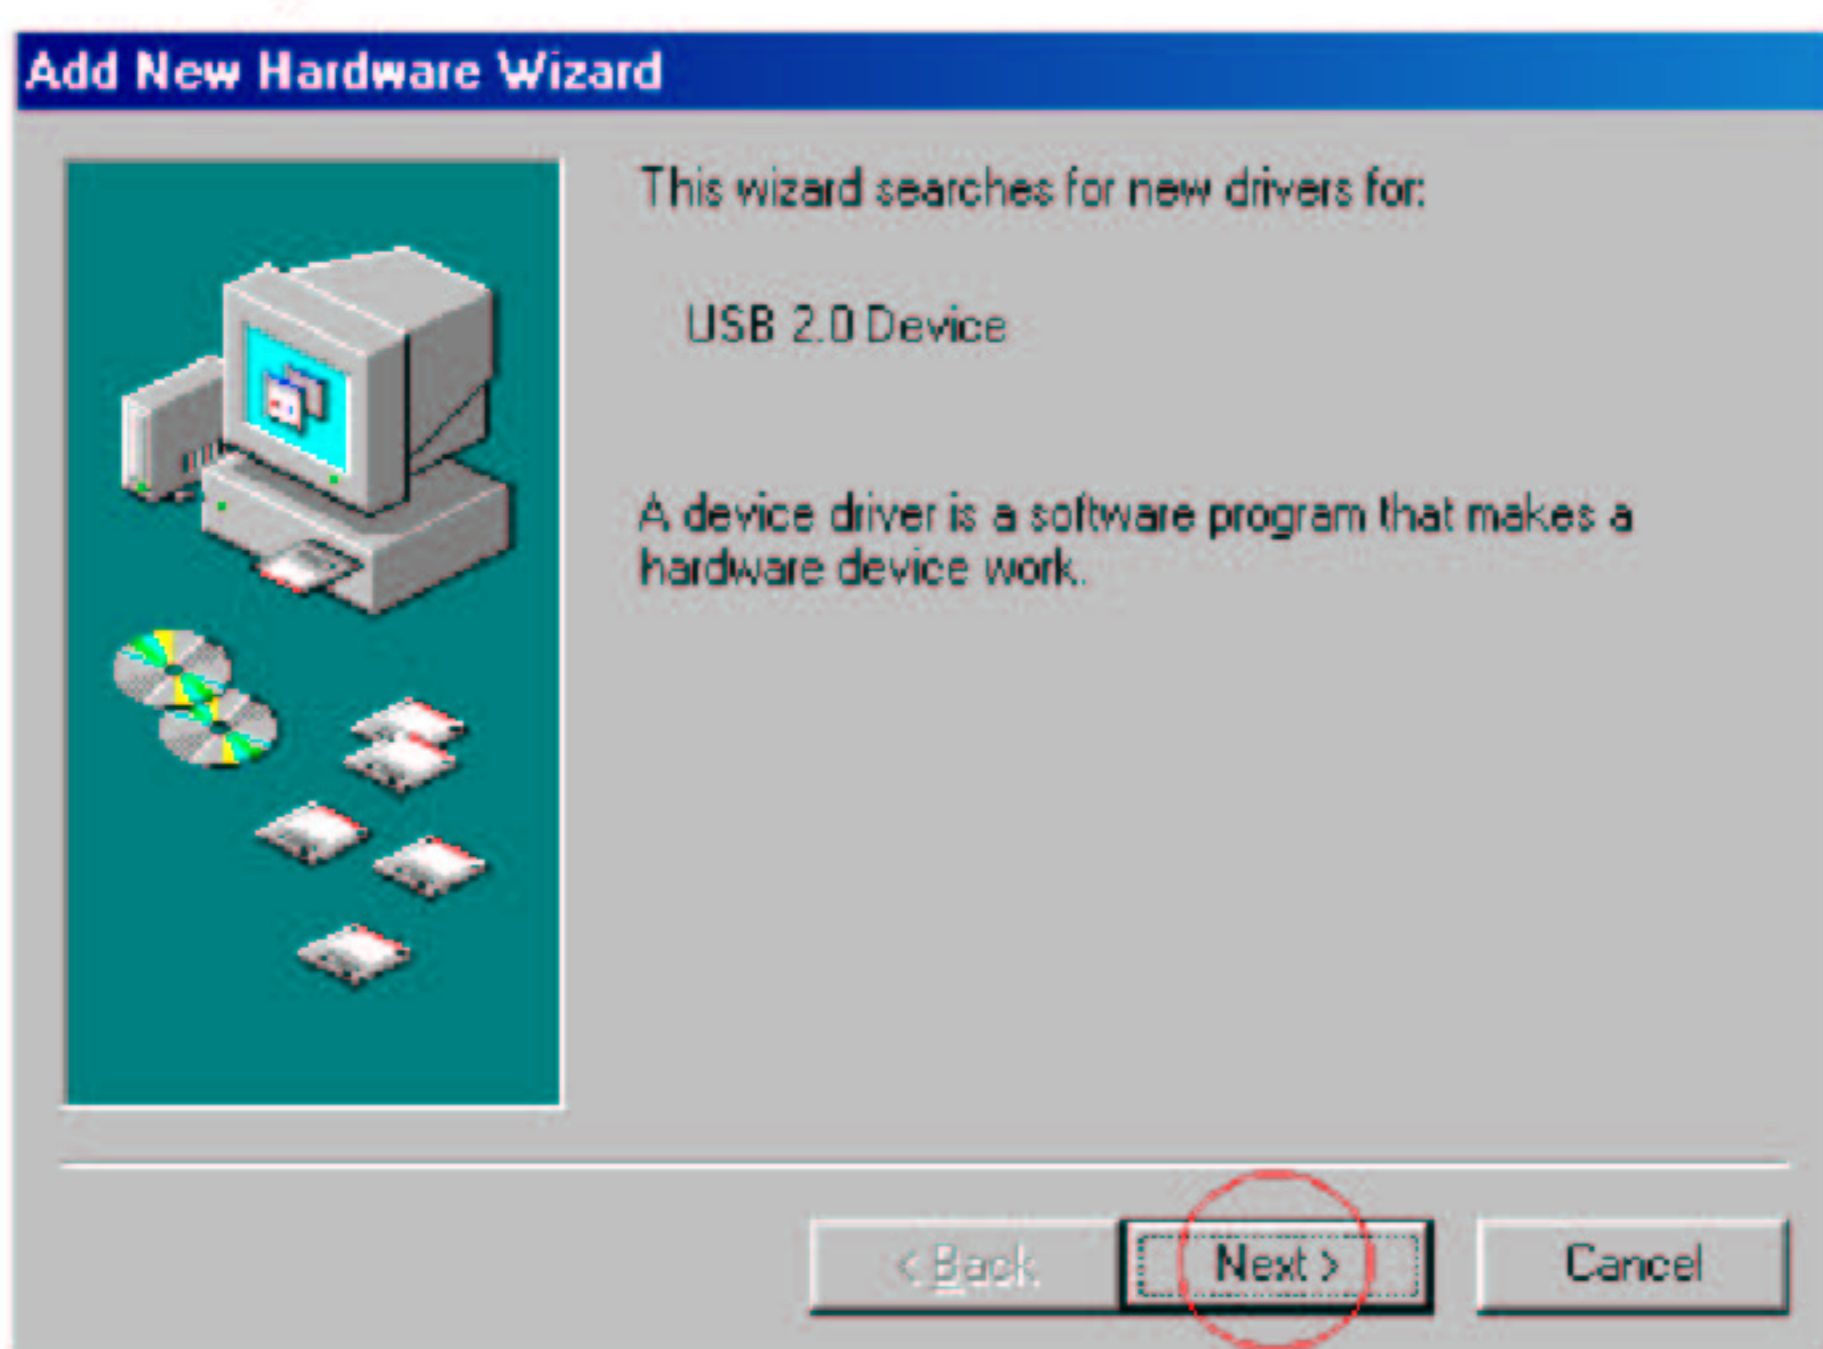 Add New Hardware Wizard
This wizard searches for new drivers for:
USB 2.0 Device
A device driver is a software program that makes a
hardware device work.
< Back
Next >
Cancel